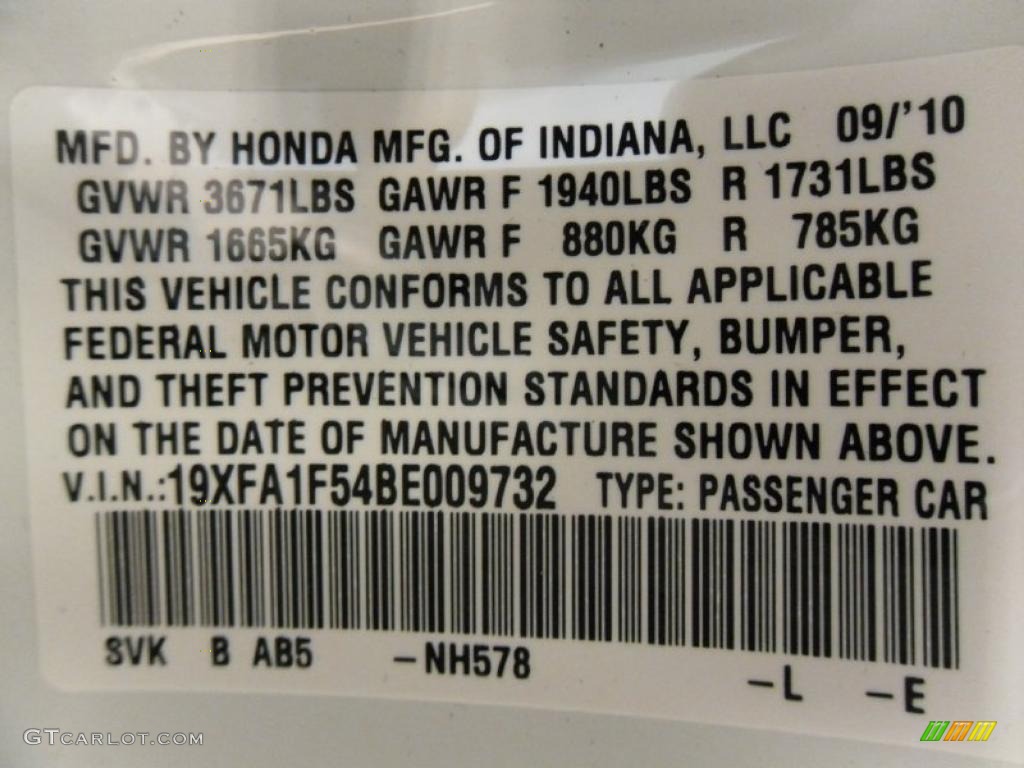 MFD. BY HONDA MFG. OF INDIANA, LLC 09/'10
GVWR 3671LBS GAWR F 1940LBS R 1731LBS
GVWR 1665KG GAWR F 880KG R 785KG
THIS VEHICLE CONFORMS TO ALL APPLICABLE
FEDERAL MOTOR VEHICLE SAFETY, BUMPER,
AND THEFT PREVENTION STANDARDS IN EFFECT
ON THE DATE OF MANUFACTURE SHOWN ABOVE.
V.I.N.:19XFA1F54BE009732 TYPE: PASSENGER CAR
SVK B AB5 –NH578 –L –E
GTCARLOT.COM